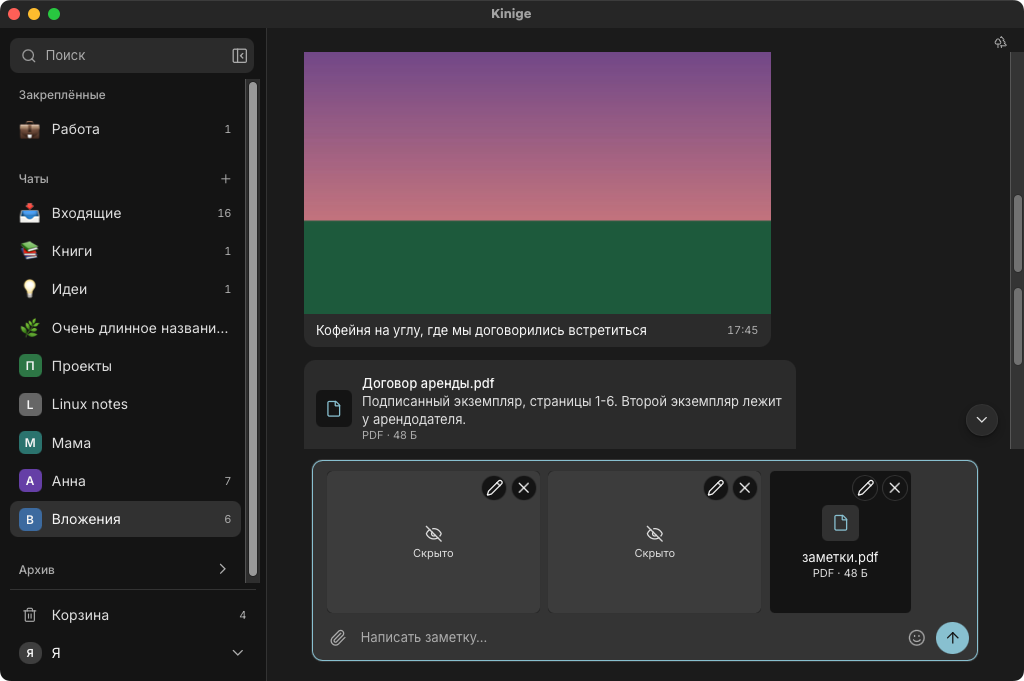 Kinige
Поиск
Закреплённые
Работа 1
Чаты
Входящие 16
Книги 1
Идеи 1
Очень длинное названи...
П Проекты
L Linux notes
М Мама
А Анна 7
В Вложения 6
Архив
Корзина 4
Я Я
Кофейня на углу, где мы договорились встретиться 17:45
Договор аренды.pdf
Подписанный экземпляр, страницы 1-6. Второй экземпляр лежит
у арендодателя.
PDF · 48 Б
Скрыто
Скрыто
заметки.pdf
PDF · 48 Б
Написать заметку...